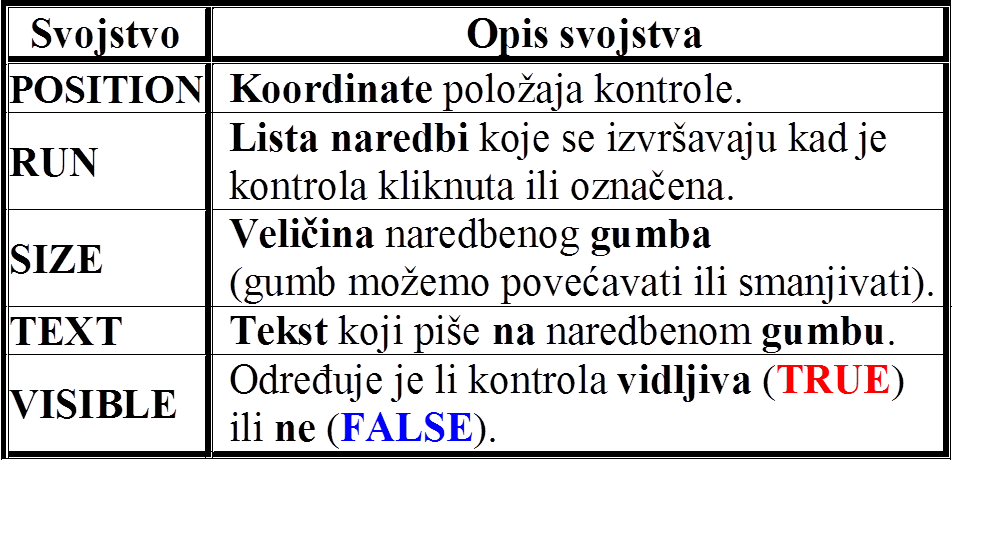 Svojstvo Opis svojstva
POSITION Koordinate položaja kontrole.
RUN Lista naredbi koje se izvršavaju kad je
kontrola kliknuta ili označena.
SIZE Veličina naredbenog gumba
(gumb možemo povećavati ili smanjivati).
TEXT Tekst koji piše na naredbenom gumbu.
VISIBLE Određuje je li kontrola vidljiva (TRUE)
ili ne (FALSE).